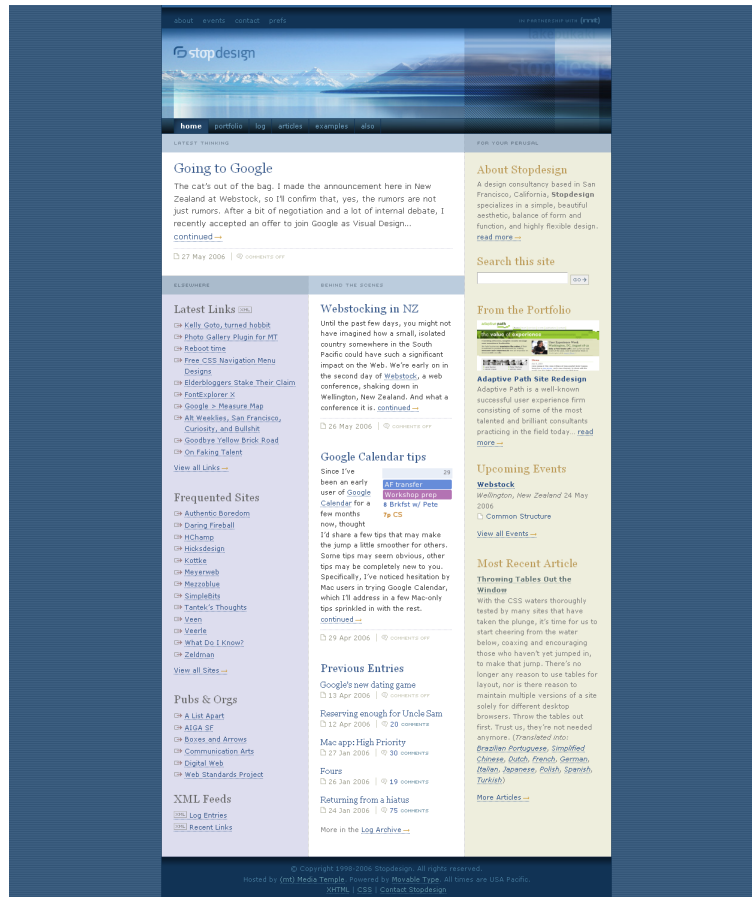 about events contact prefs
IN PARTNERSHIP WITH (mt)
stopdesign
home portfolio log articles examples also
LATEST THINKING
Going to Google
The cat's out of the bag. I made the announcement here in New
Zealand at Webstock, so I'll confirm that, yes, the rumors are not
just rumors. After a bit of negotiation and a lot of internal debate, I
recently accepted an offer to join Google as Visual Design...
continued →
27 May 2006 | COMMENTS OFF
ELSEWHERE
Latest Links XML
Kelly Goto, turned hobbit
Photo Gallery Plugin for MT
Reboot time
Free CSS Navigation Menu
Designs
Elderbloggers Stake Their Claim
FontExplorer X
Google > Measure Map
Alt Weeklies, San Francisco,
Curiosity, and Bullshit
Goodbye Yellow Brick Road
On Faking Talent
View all Links →
Frequented Sites
Authentic Boredom
Daring Fireball
HChamp
Hicksdesign
Kottke
Meyerweb
Mezzoblue
SimpleBits
Tantek's Thoughts
Veen
Veerle
What Do I Know?
Zeldman
View all Sites →
Pubs & Orgs
A List Apart
AIGA SF
Boxes and Arrows
Communication Arts
Digital Web
Web Standards Project
XML Feeds
XML Log Entries
XML Recent Links
BEHIND THE SCENES
Webstocking in NZ
Until the past few days, you might not
have imagined how a small, isolated
country somewhere in the South
Pacific could have such a significant
impact on the Web. We're early on in
the second day of Webstock, a web
conference, shaking down in
Wellington, New Zealand. And what a
conference it is. continued →
26 May 2006 | COMMENTS OFF
Google Calendar tips
29
AF transfer
Workshop prep
8 Brkfst w/ Pete
7p CS
Since I've
been an early
user of Google
Calendar for a
few months
now, thought
I'd share a few tips that may make
the jump a little smoother for others.
Some tips may seem obvious, other
tips may be completely new to you.
Specifically, I've noticed hesitation by
Mac users in trying Google Calendar,
which I'll address in a few Mac-only
tips sprinkled in with the rest.
continued →
29 Apr 2006 | COMMENTS OFF
Previous Entries
Google's new dating game
13 Apr 2006 | COMMENTS OFF
Reserving enough for Uncle Sam
12 Apr 2006 | 20 COMMENTS
Mac app: High Priority
27 Jan 2006 | 30 COMMENTS
Fours
26 Jan 2006 | 19 COMMENTS
Returning from a hiatus
24 Jan 2006 | 75 COMMENTS
More in the Log Archive →
FOR YOUR PERUSAL
About Stopdesign
A design consultancy based in San
Francisco, California, Stopdesign
specializes in a simple, beautiful
aesthetic, balance of form and
function, and highly flexible design.
read more →
Search this site
GO →
From the Portfolio
adaptive path
the value of experience
Adaptive Path Site Redesign
Adaptive Path is a well-known
successful user experience firm
consisting of some of the most
talented and brilliant consultants
practicing in the field today... read
more →
Upcoming Events
Webstock
Wellington, New Zealand 24 May
2006
Common Structure
View all Events →
Most Recent Article
Throwing Tables Out the
Window
With the CSS waters thoroughly
tested by many sites that have
taken the plunge, it's time for us to
start cheering from the water
below, coaxing and encouraging
those who haven't yet jumped in,
to make that jump. There's no
longer any reason to use tables for
layout, nor is there reason to
maintain multiple versions of a site
solely for different desktop
browsers. Throw the tables out
first. Trust us, they're not needed
anymore. (Translated into:
Brazilian Portuguese, Simplified
Chinese, Dutch, French, German,
Italian, Japanese, Polish, Spanish,
Turkish)
More Articles →
© Copyright 1998-2006 Stopdesign. All rights reserved.
Hosted by (mt) Media Temple. Powered by Movable Type. All times are USA Pacific.
XHTML | CSS | Contact Stopdesign